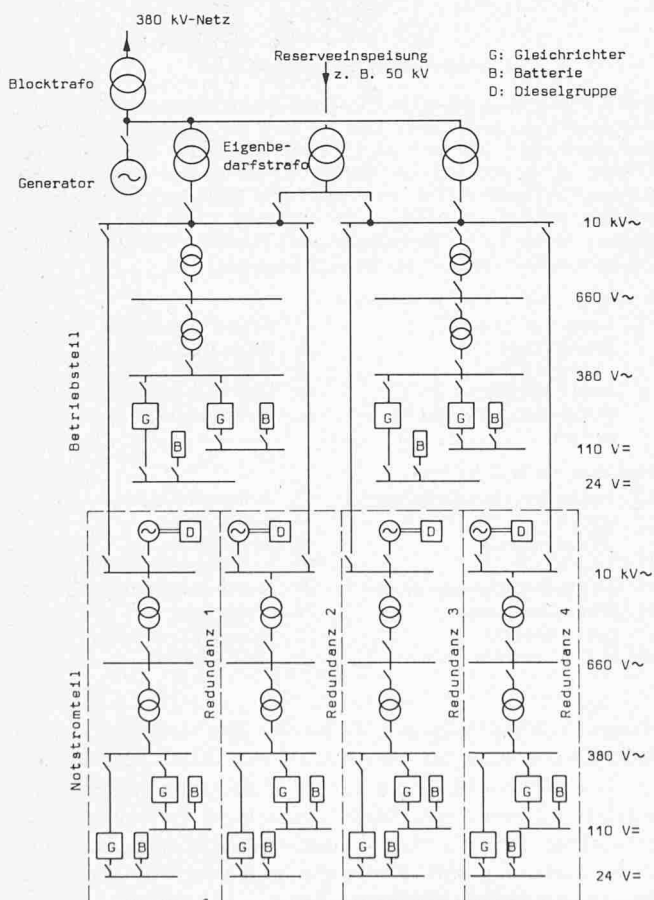 380 kV-Netz
Reserveeinspeisung
z. B. 50 kV
G: Gleichrichter
B: Batterie
D: Dieselgruppe
Blocktrafo
Eigenbe-
darfstrafo
Generator
10 kV~
660 V~
380 V~
Betriebsteil
G
G
B
G
G
B
B
B
110 V=
24 V=
D
D
D
D
10 kV~
Redundanz 1
Redundanz 2
Redundanz 3
Redundanz 4
660 V~
Notstromteil
380 V~
G
B
G
B
G
B
G
B
110 V=
G
B
G
B
G
B
G
B
24 V=